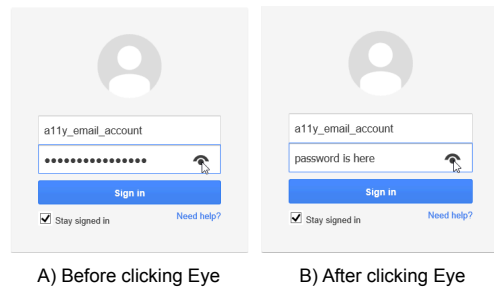 a11y_email_account
••••••••••••••••
Sign in
Stay signed in
Need help?
A) Before clicking Eye
a11y_email_account
password is here
Sign in
Stay signed in
Need help?
B) After clicking Eye